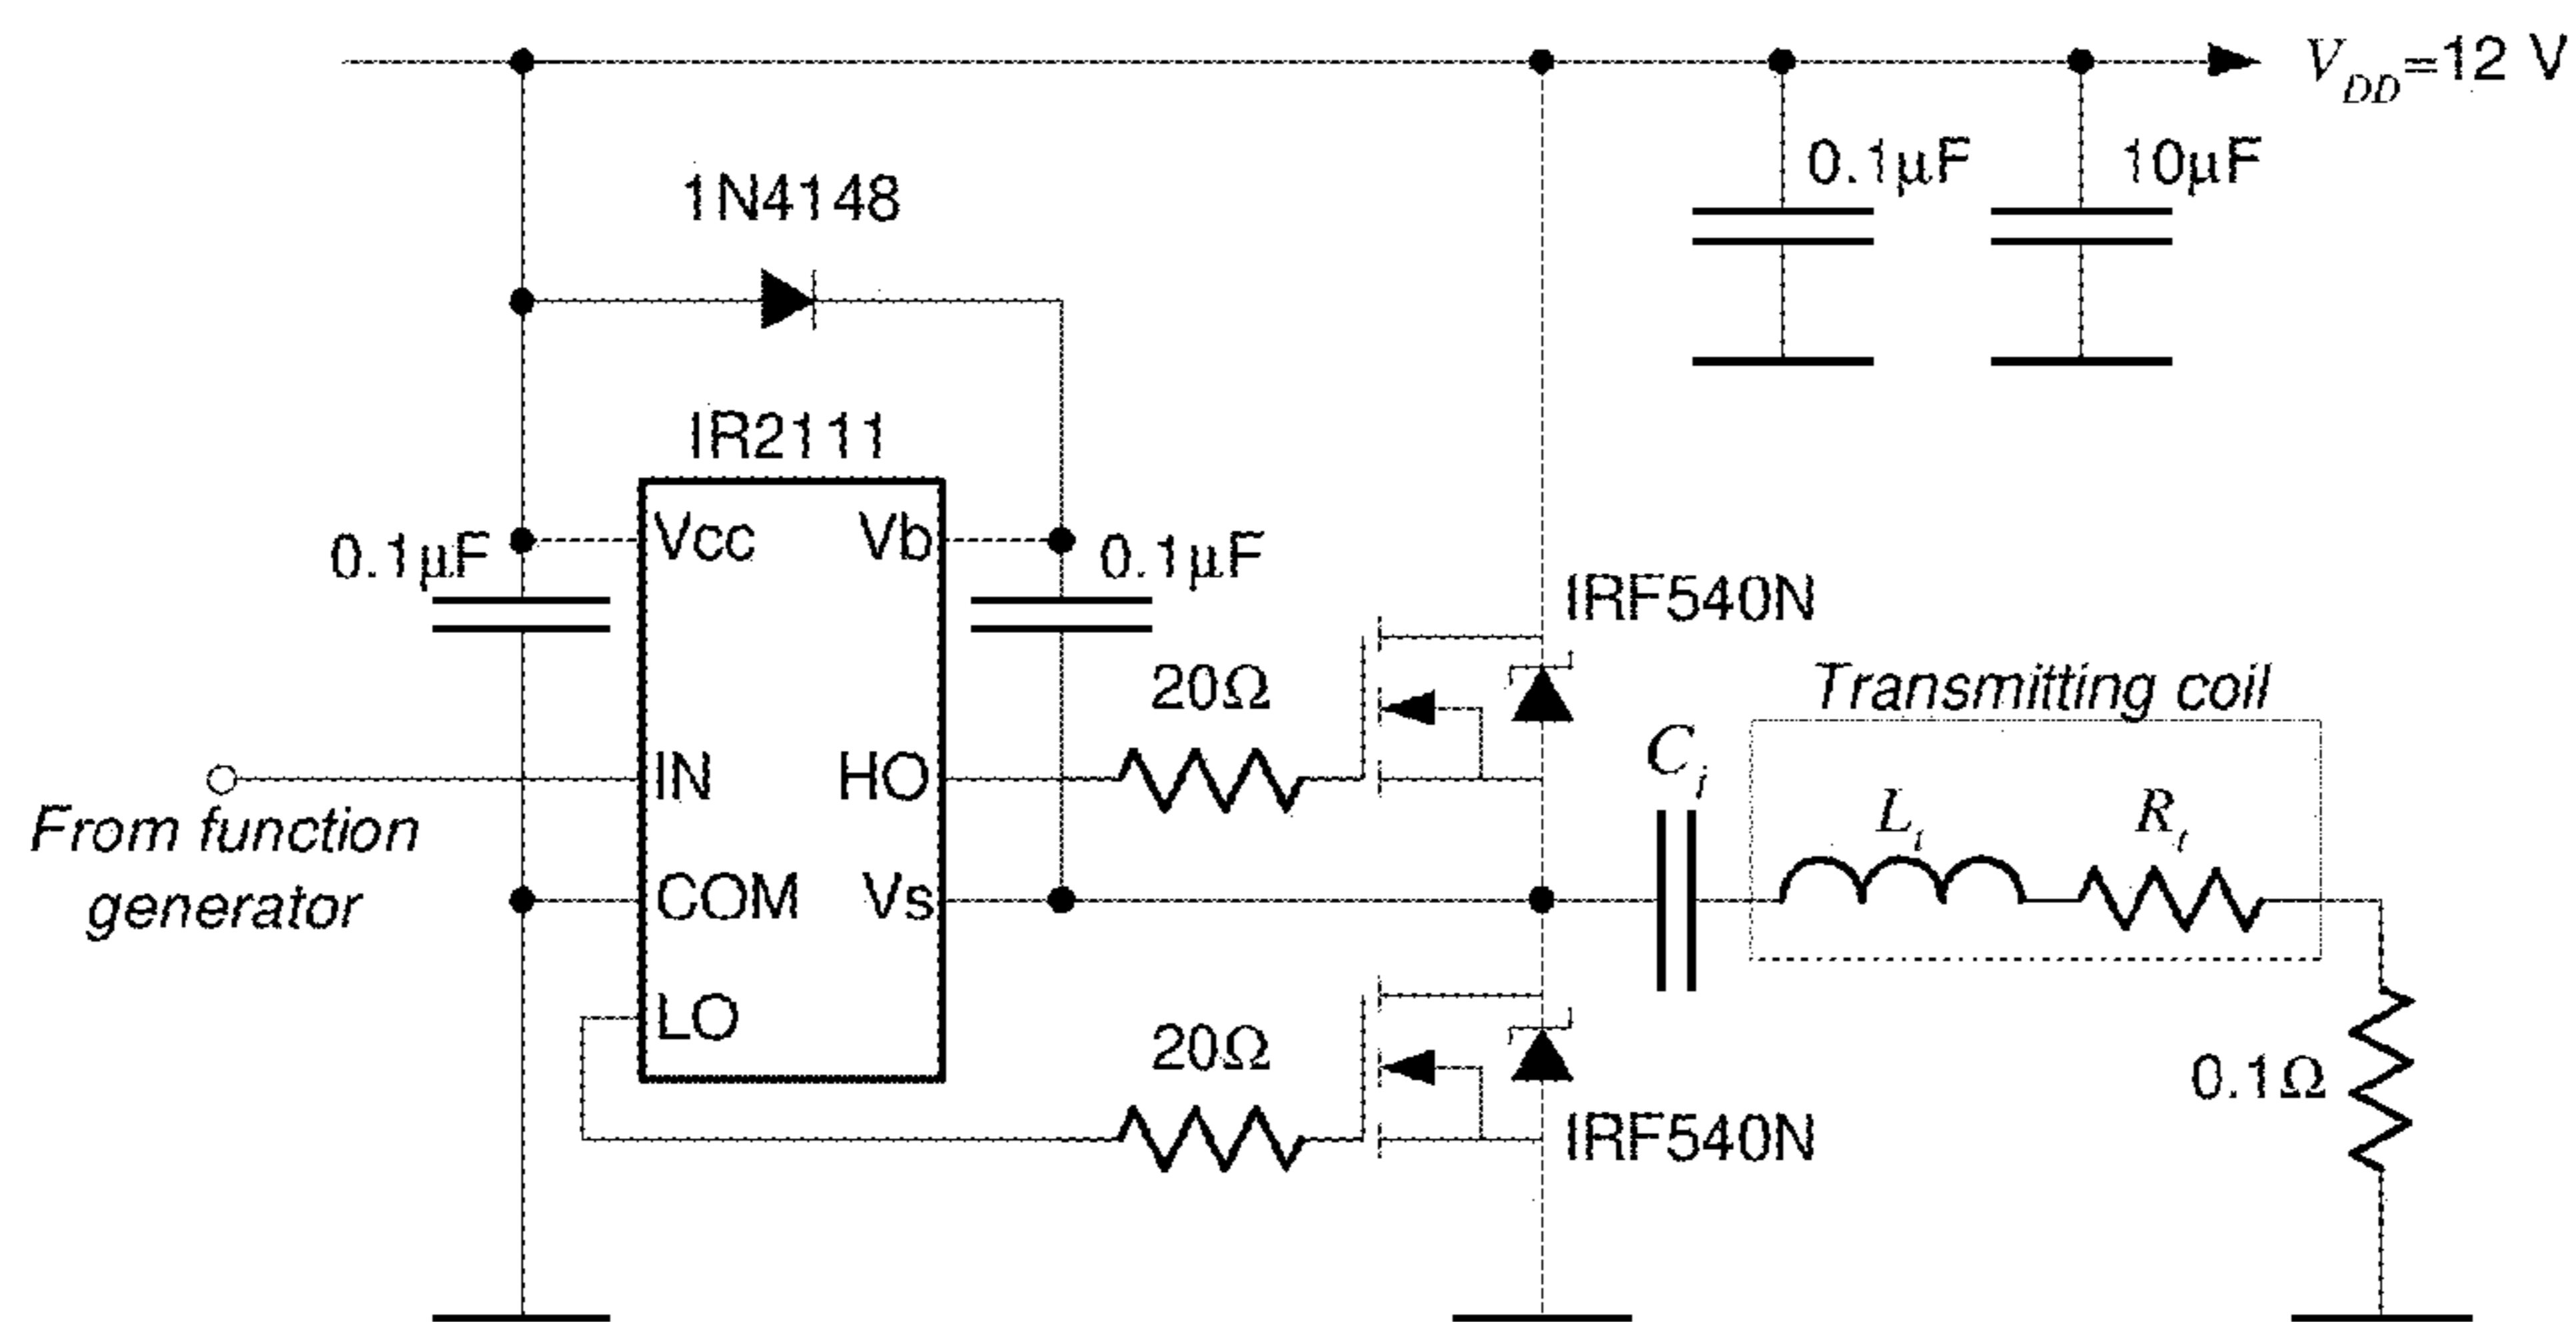 V_DD=12 V
0.1µF
10µF
1N4148
IR2111
Vcc
Vb
0.1µF
0.1µF
IRF540N
20Ω
Transmitting coil
C_i
IN
HO
L_t
R_t
From function
generator
COM
Vs
LO
20Ω
0.1Ω
IRF540N